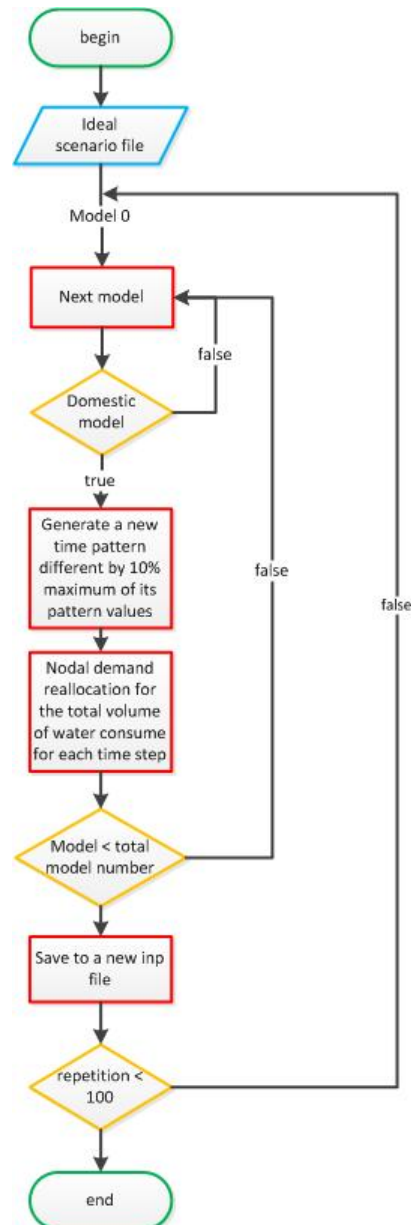 begin
Ideal
scenario file
Model 0
Next model
false
Domestic
model
true
Generate a new
time pattern
different by 10%
maximum of its
pattern values
false
false
Nodal demand
reallocation for
the total volume
of water consume
for each time step
Model < total
model number
Save to a new inp
file
repetition <
100
end